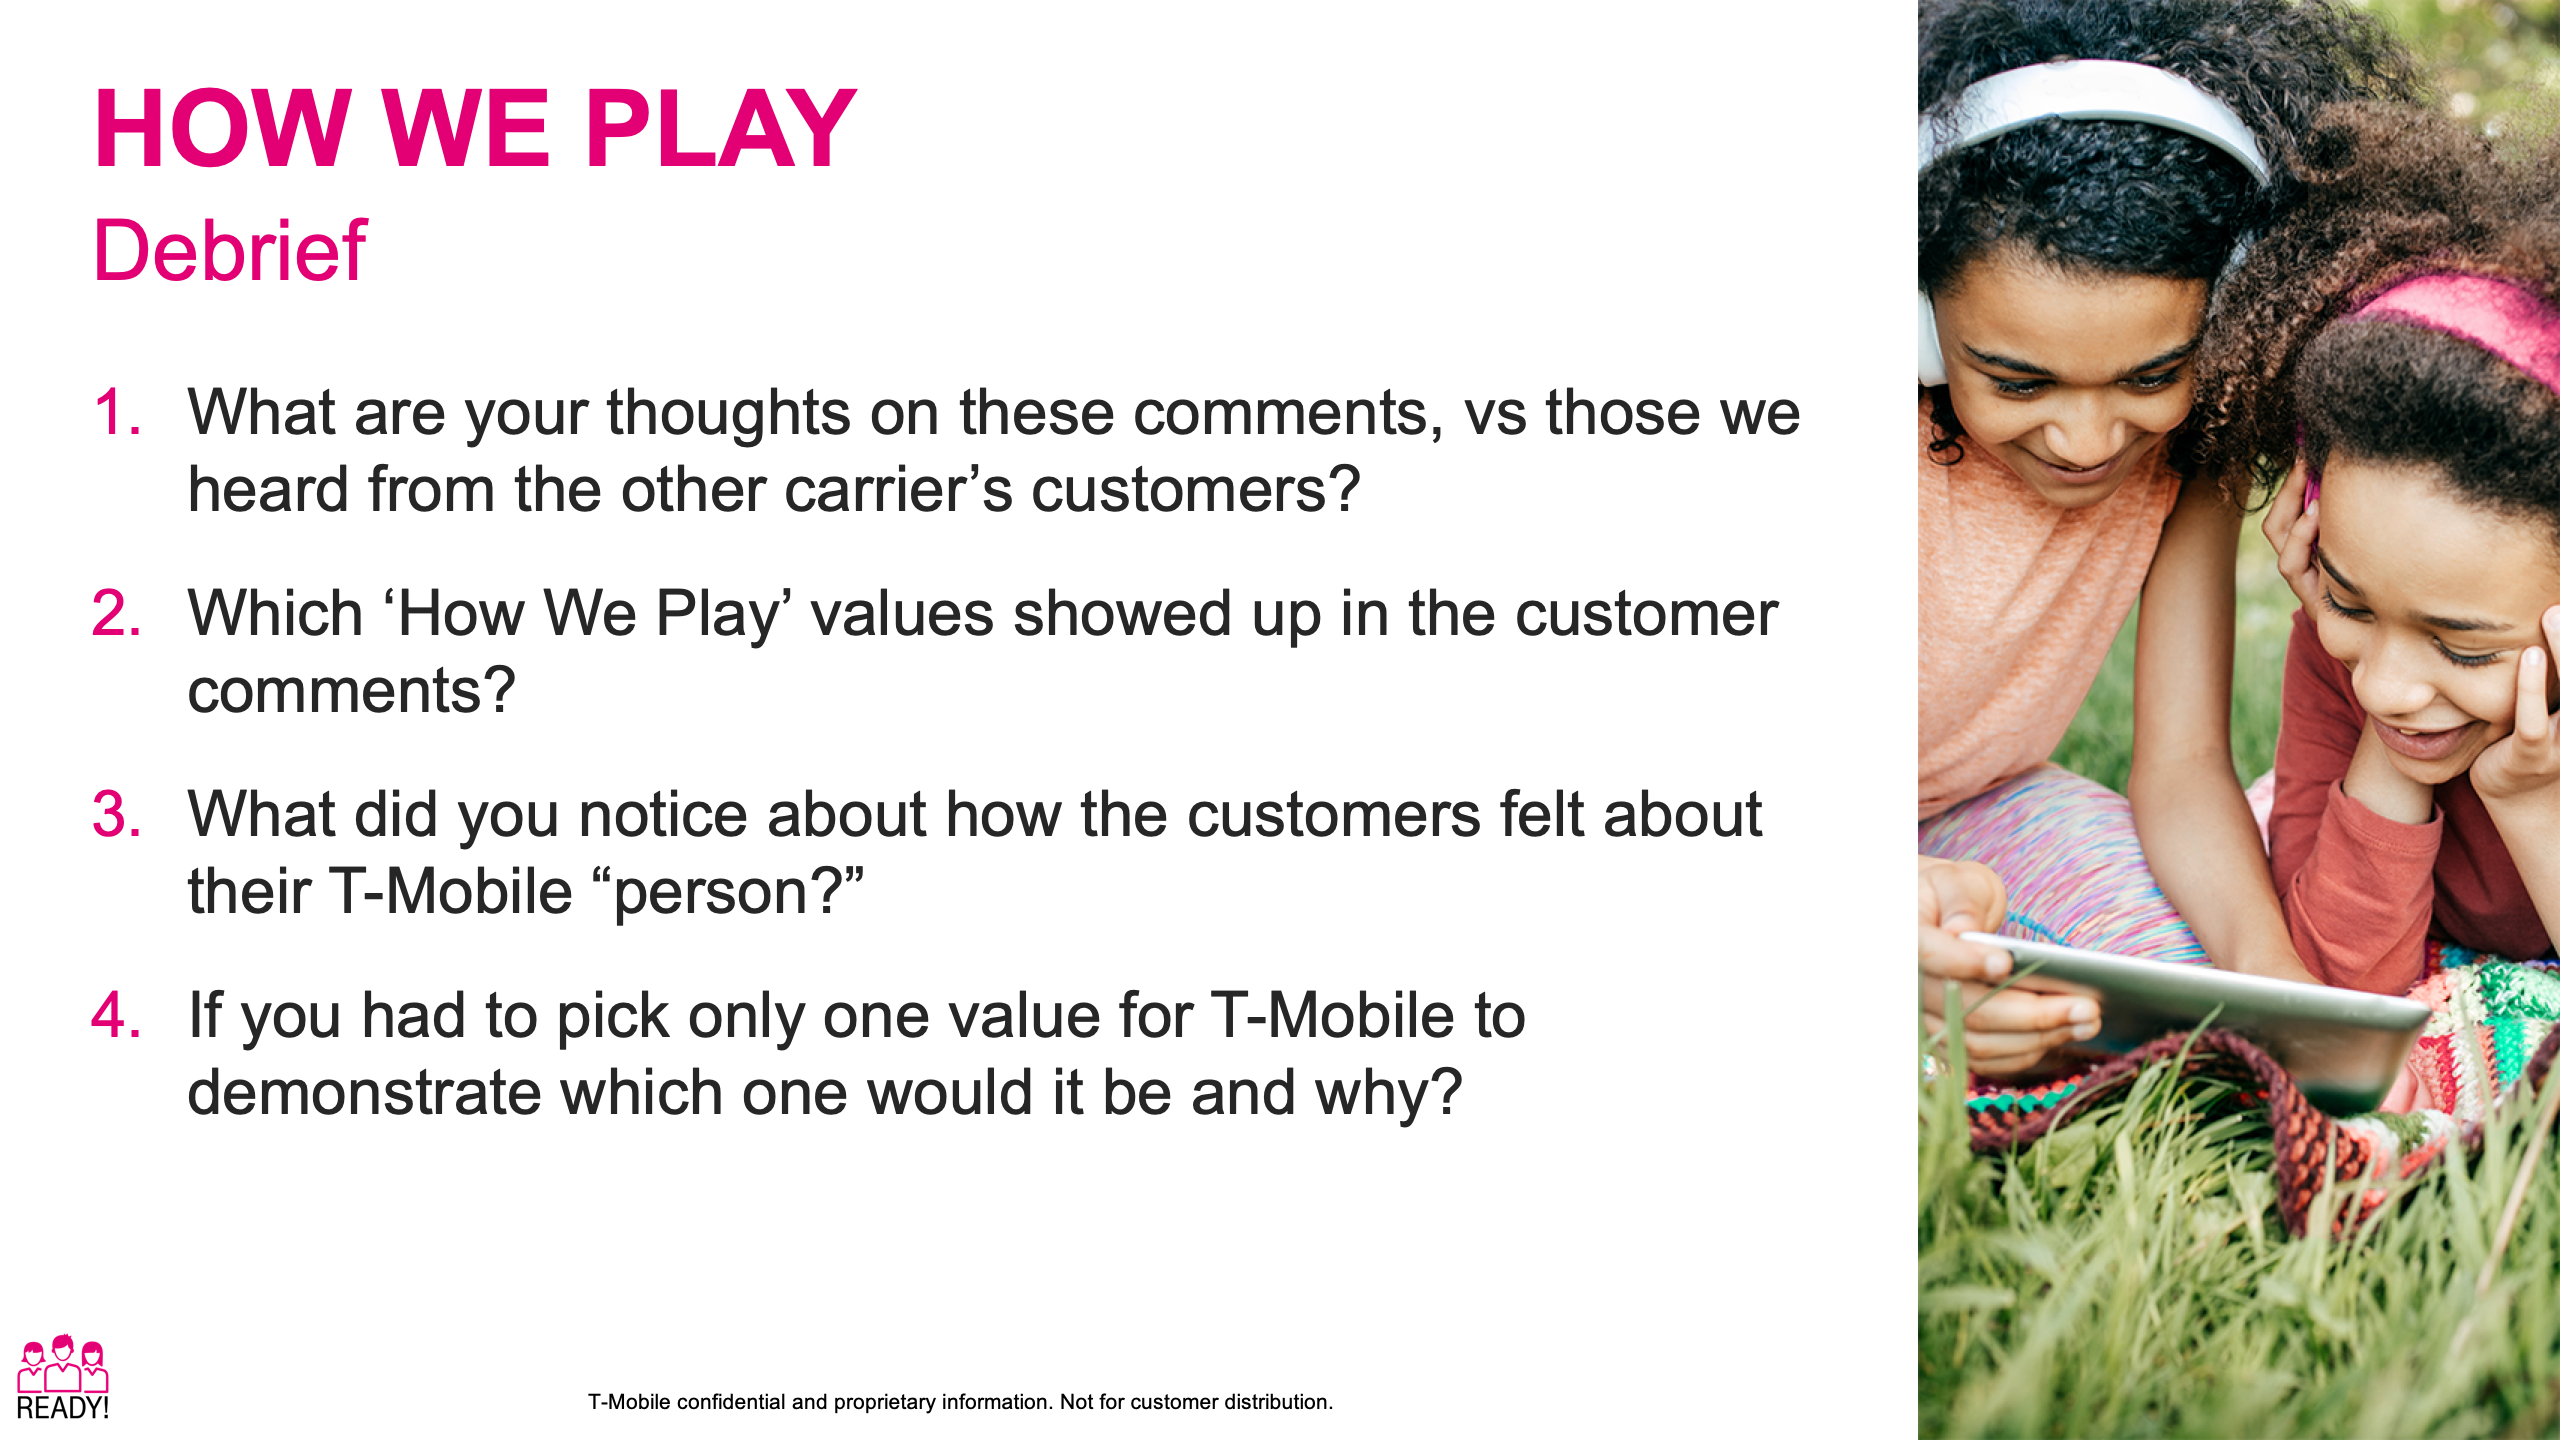 HOW WE PLAY
Debrief
1. What are your thoughts on these comments, vs those we
heard from the other carrier’s customers?
2. Which ‘How We Play’ values showed up in the customer
comments?
3. What did you notice about how the customers felt about
their T-Mobile “person?”
4. If you had to pick only one value for T-Mobile to
demonstrate which one would it be and why?
READY!
T-Mobile confidential and proprietary information. Not for customer distribution.